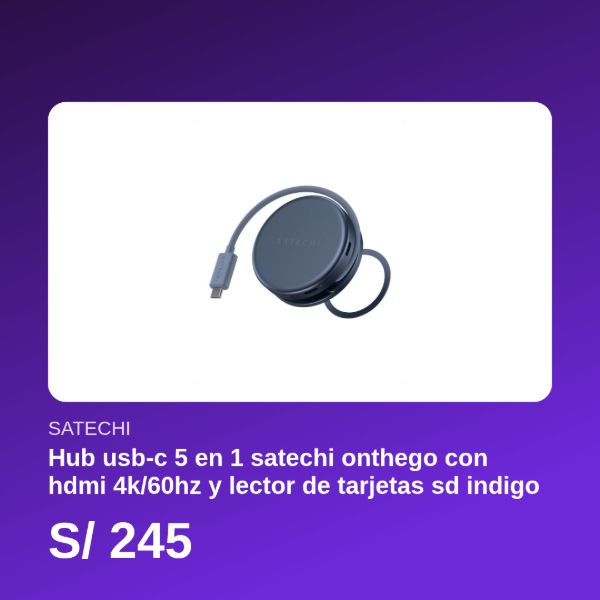 SATECHI
SATECHI
Hub usb-c 5 en 1 satechi onthego con
hdmi 4k/60hz y lector de tarjetas sd indigo
S/ 245